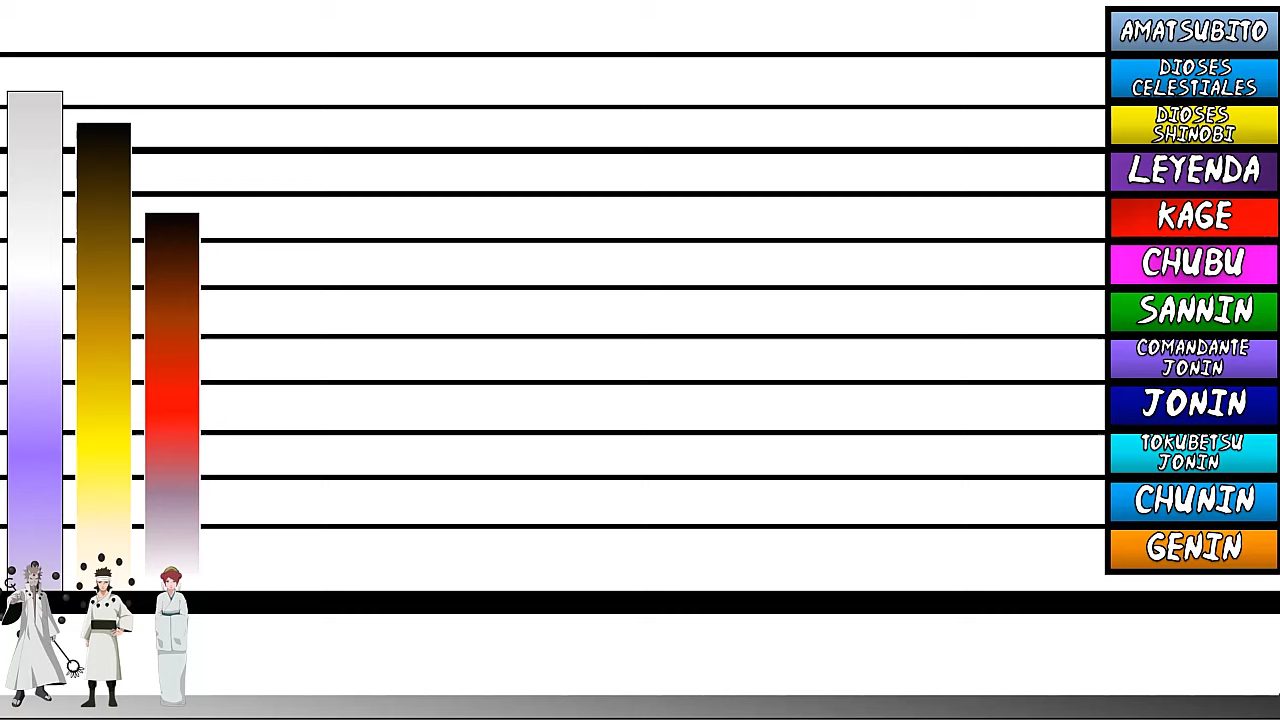 AMATSUBITO
DIOSES
CELESTIALES
DIOSES
SHINOBI
LEYENDA
KAGE
CHUBU
SANNIN
COMANDANTE
JONIN
JONIN
TOKUBETSU
JONIN
CHUNIN
GENIN